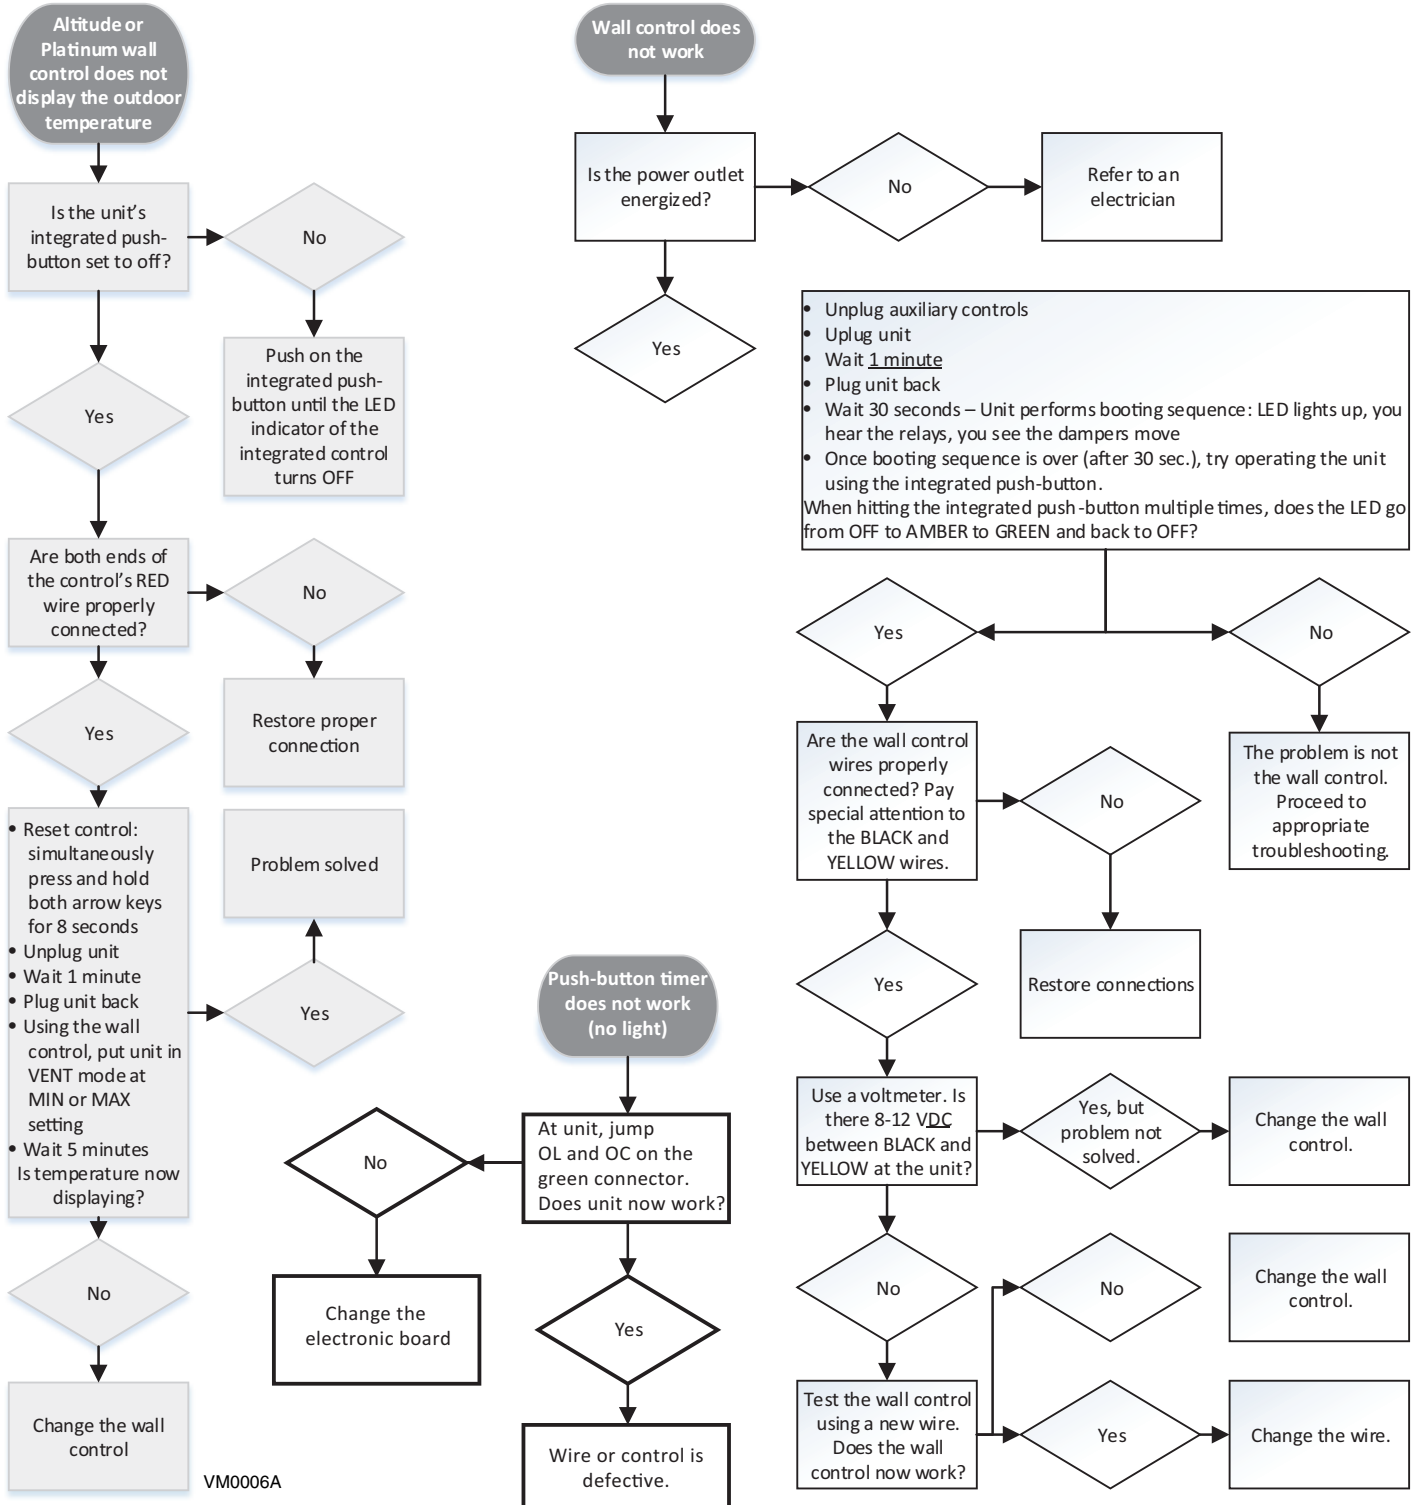 Altitude or
Platinum wall
control does not
display the outdoor
temperature
Is the unit's
integrated push-
button set to off?
No
Push on the
integrated push-
button until the LED
indicator of the
integrated control
turns OFF
Yes
Are both ends of
the control's RED
wire properly
connected?
No
Restore proper
connection
Yes
• Reset control:
simultaneously
press and hold
both arrow keys
for 8 seconds
• Unplug unit
• Wait 1 minute
• Plug unit back
• Using the wall
control, put unit in
VENT mode at
MIN or MAX
setting
• Wait 5 minutes
Is temperature now
displaying?
Problem solved
Yes
No
Change the wall
control
VM0006A
Push-button timer
does not work
(no light)
At unit, jump
OL and OC on the
green connector.
Does unit now work?
No
Change the
electronic board
Yes
Wire or control is
defective.
Wall control does
not work
Is the power outlet
energized?
No
Refer to an
electrician
Yes
• Unplug auxiliary controls
• Uplug unit
• Wait 1 minute
• Plug unit back
• Wait 30 seconds – Unit performs booting sequence: LED lights up, you
hear the relays, you see the dampers move
• Once booting sequence is over (after 30 sec.), try operating the unit
using the integrated push-button.
When hitting the integrated push-button multiple times, does the LED go
from OFF to AMBER to GREEN and back to OFF?
Yes
No
The problem is not
the wall control.
Proceed to
appropriate
troubleshooting.
Are the wall control
wires properly
connected? Pay
special attention to
the BLACK and
YELLOW wires.
No
Restore connections
Yes
Use a voltmeter. Is
there 8-12 VDC
between BLACK and
YELLOW at the unit?
Yes, but
problem not
solved.
Change the wall
control.
No
No
Change the wall
control.
Test the wall control
using a new wire.
Does the wall
control now work?
Yes
Change the wire.